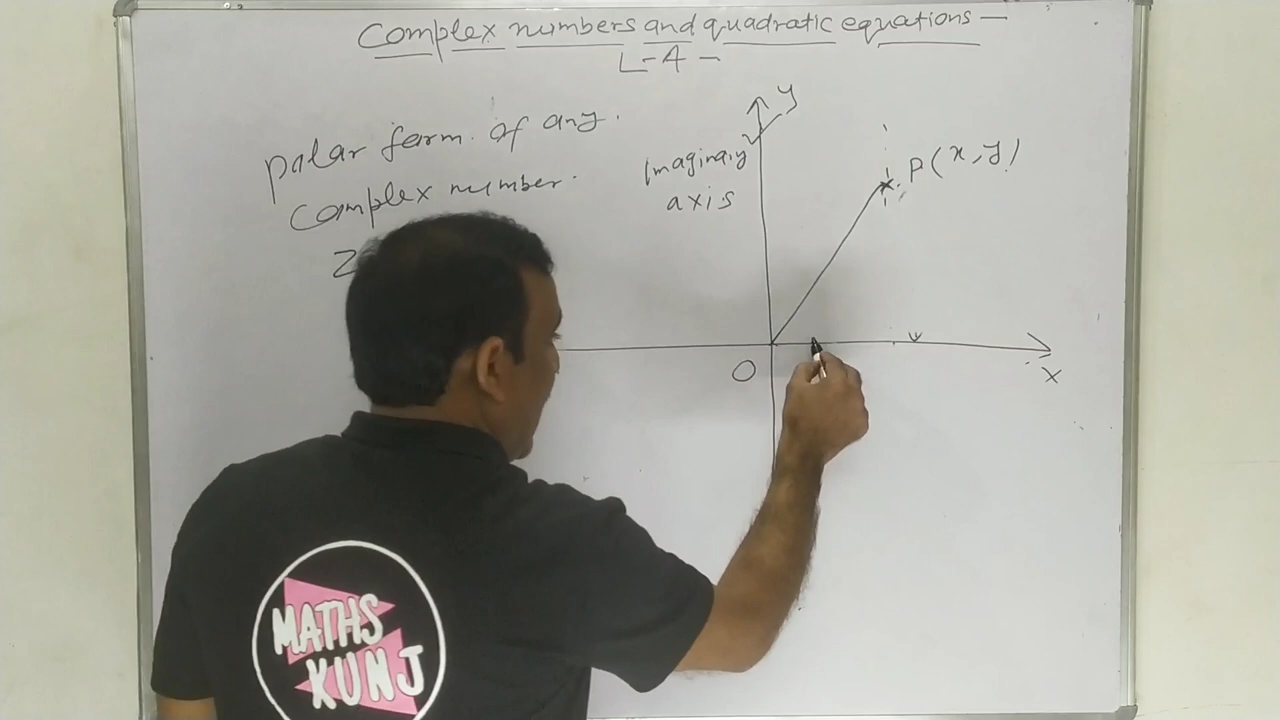 Complex numbers and quadratic equations —
L-4 —
polar form of any.
complex number.
Z
y
Imaginary
axis
P(x,y)
O
x
MATHS
KUNJ